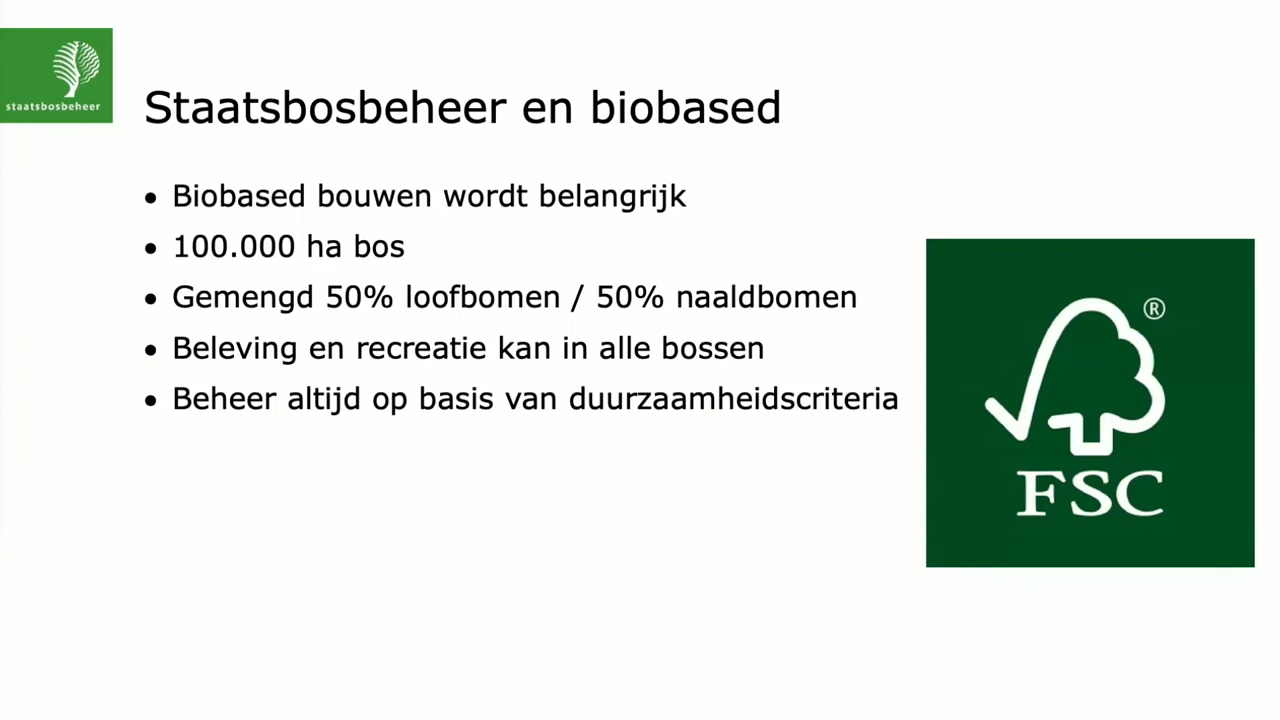 staatsbosbeheer
Staatsbosbeheer en biobased
• Biobased bouwen wordt belangrijk
• 100.000 ha bos
• Gemengd 50% loofbomen / 50% naaldbomen
• Beleving en recreatie kan in alle bossen
• Beheer altijd op basis van duurzaamheidscriteria
®
FSC